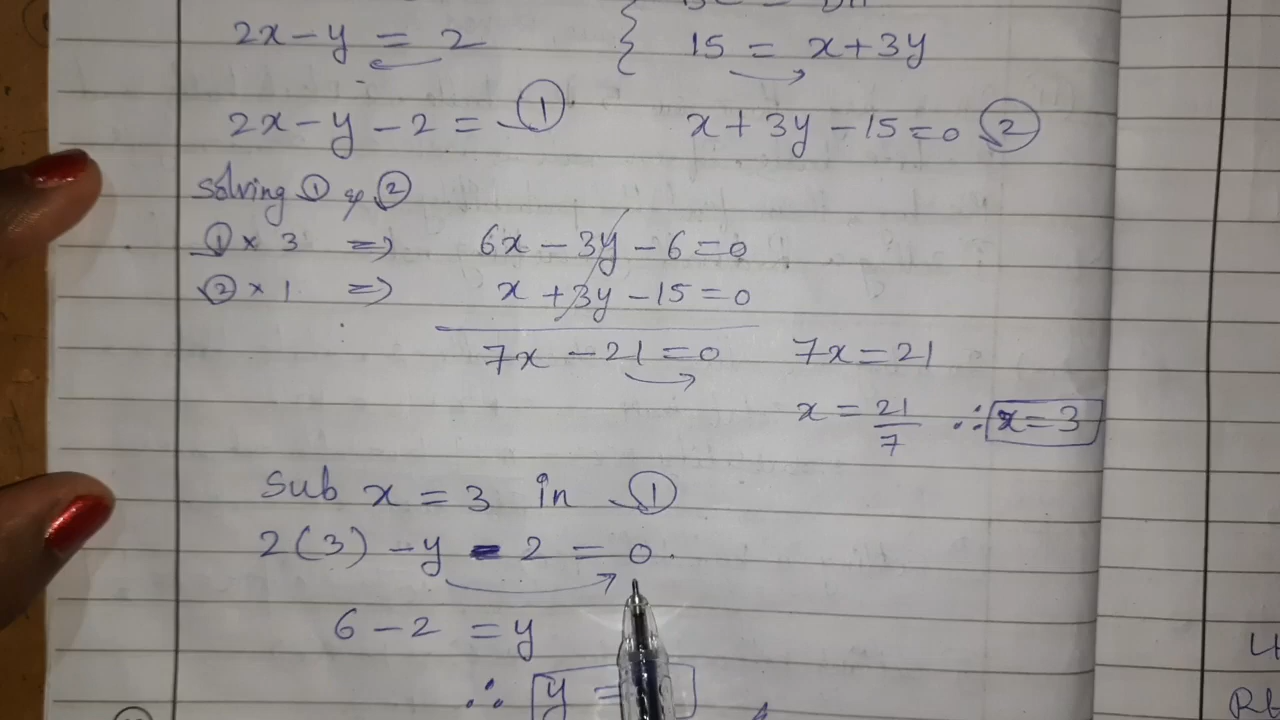 2x - y = 2 15 = x + 3y
2x - y - 2 = ① x + 3y - 15 = 0 ②
Solving ① & ②
① × 3 ⇒ 6x - 3y - 6 = 0
② × 1 ⇒ x + 3y - 15 = 0
7x - 21 = 0 7x = 21
x = 21/7 ∴ x = 3
Sub x = 3 in ①
2(3) - y - 2 = 0.
6 - 2 = y
∴ y =